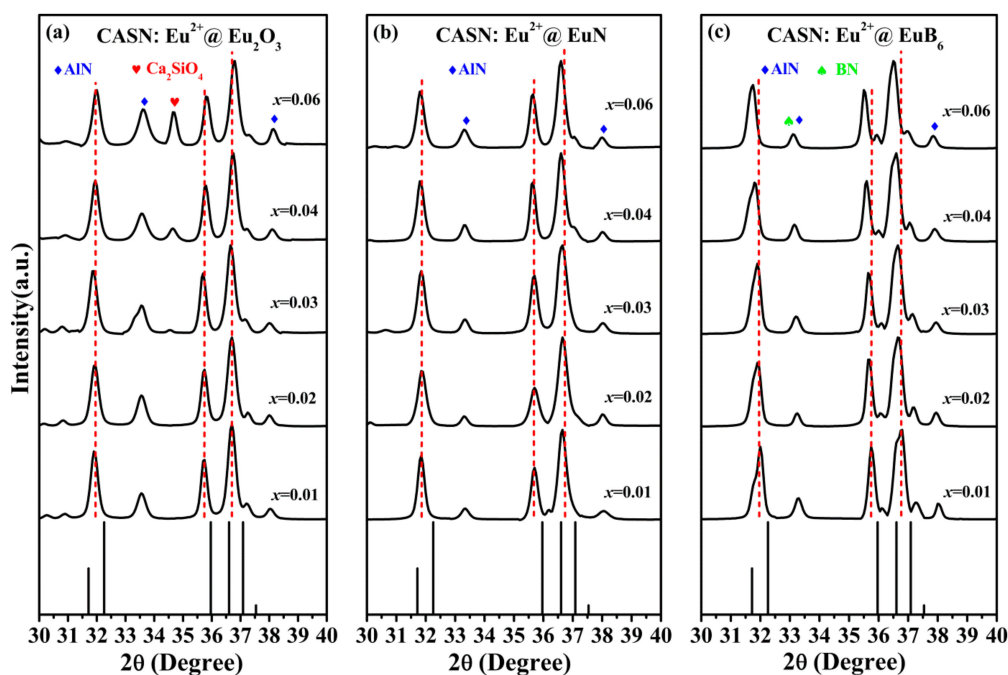 Intensity(a.u.)
(a) CASN: Eu²⁺@ Eu₂O₃
♦AlN ♥Ca₂SiO₄
x=0.06
x=0.04
x=0.03
x=0.02
x=0.01
30 31 32 33 34 35 36 37 38 39 40
2θ (Degree)
(b) CASN: Eu²⁺@ EuN
♦AlN
x=0.06
x=0.04
x=0.03
x=0.02
x=0.01
30 31 32 33 34 35 36 37 38 39 40
2θ (Degree)
(c) CASN: Eu²⁺@ EuB₆
♦AlN ♠ BN
x=0.06
x=0.04
x=0.03
x=0.02
x=0.01
30 31 32 33 34 35 36 37 38 39 40
2θ (Degree)